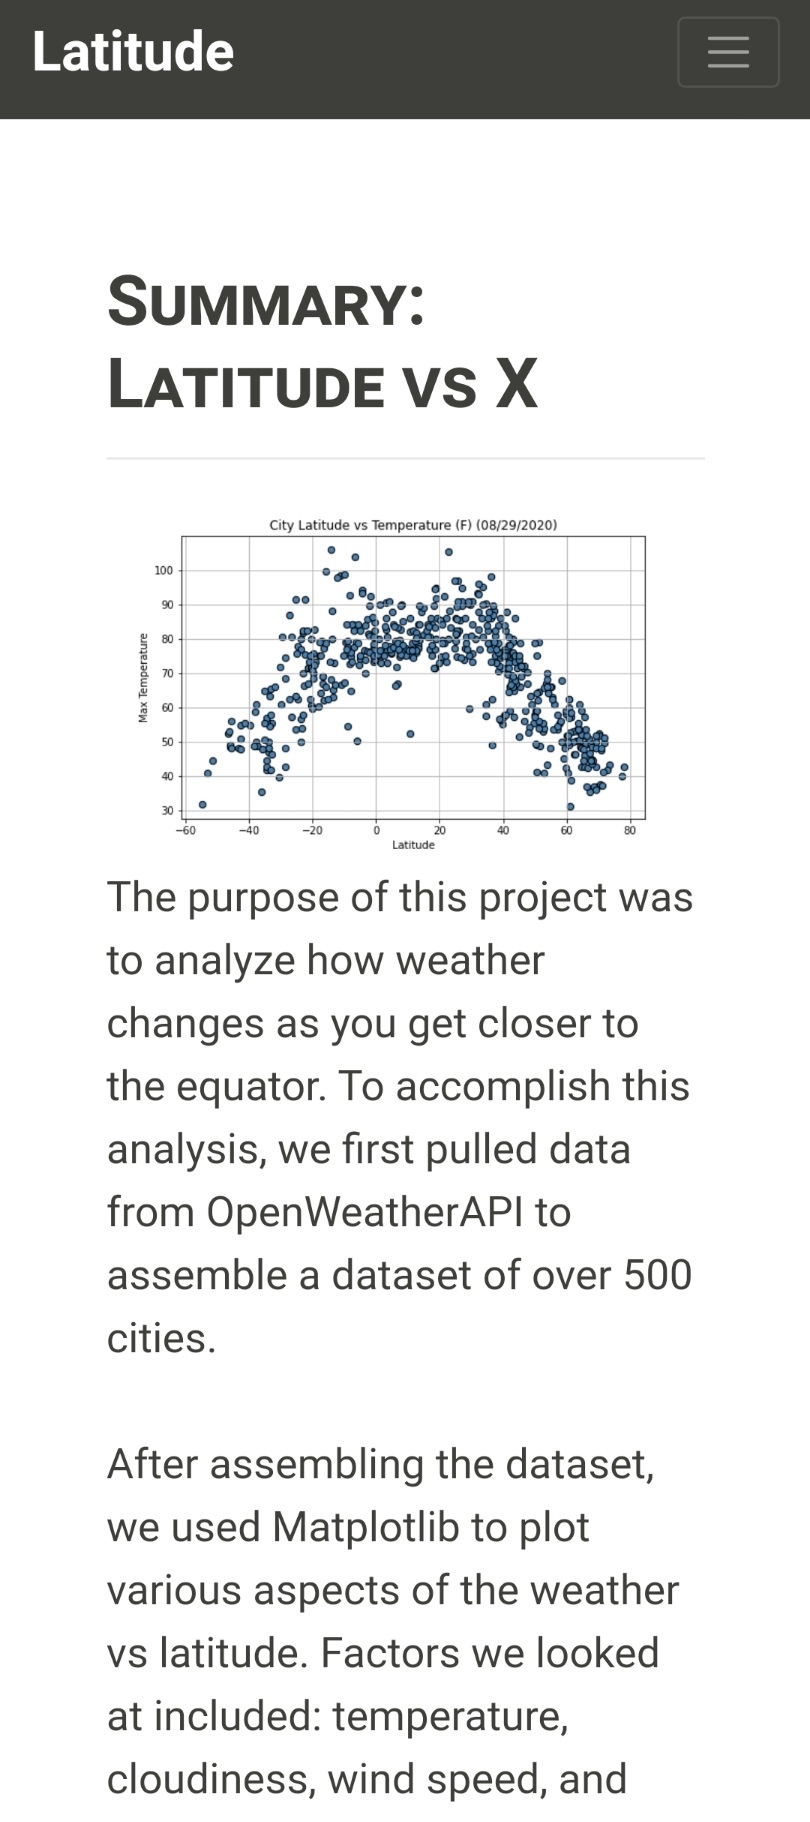 Latitude
SUMMARY:
LATITUDE VS X
City Latitude vs Temperature (F) (08/29/2020)
100
90
80
70
60
50
40
30
Max Temperature
−60 −40 −20 0 20 40 60 80
Latitude
The purpose of this project was
to analyze how weather
changes as you get closer to
the equator. To accomplish this
analysis, we first pulled data
from OpenWeatherAPI to
assemble a dataset of over 500
cities.
After assembling the dataset,
we used Matplotlib to plot
various aspects of the weather
vs latitude. Factors we looked
at included: temperature,
cloudiness, wind speed, and